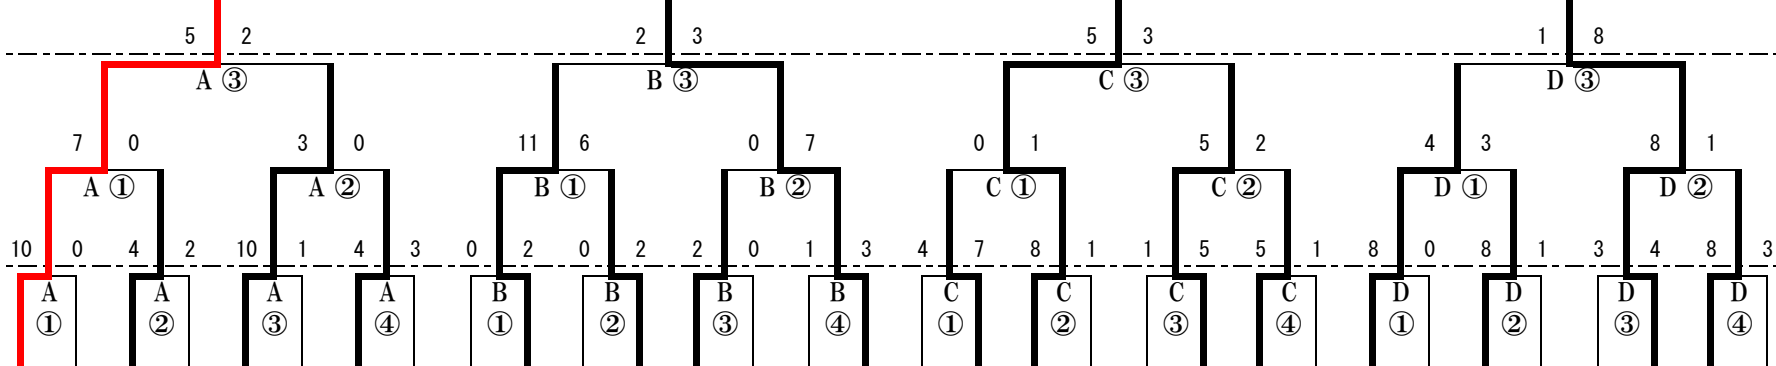 5 2 2 3 5 3 1 8
A ③ B ③ C ③ D ③
7 0 3 0 11 6 0 7 0 1 5 2 4 3 8 1
A ① A ② B ① B ② C ① C ② D ① D ②
10 0 4 2 10 1 4 3 0 2 0 2 2 0 1 3 4 7 8 1 1 5 5 1 8 0 8 1 3 4 8 3
A A A A B B B B C C C C D D D D
① ② ③ ④ ① ② ③ ④ ① ② ③ ④ ① ② ③ ④